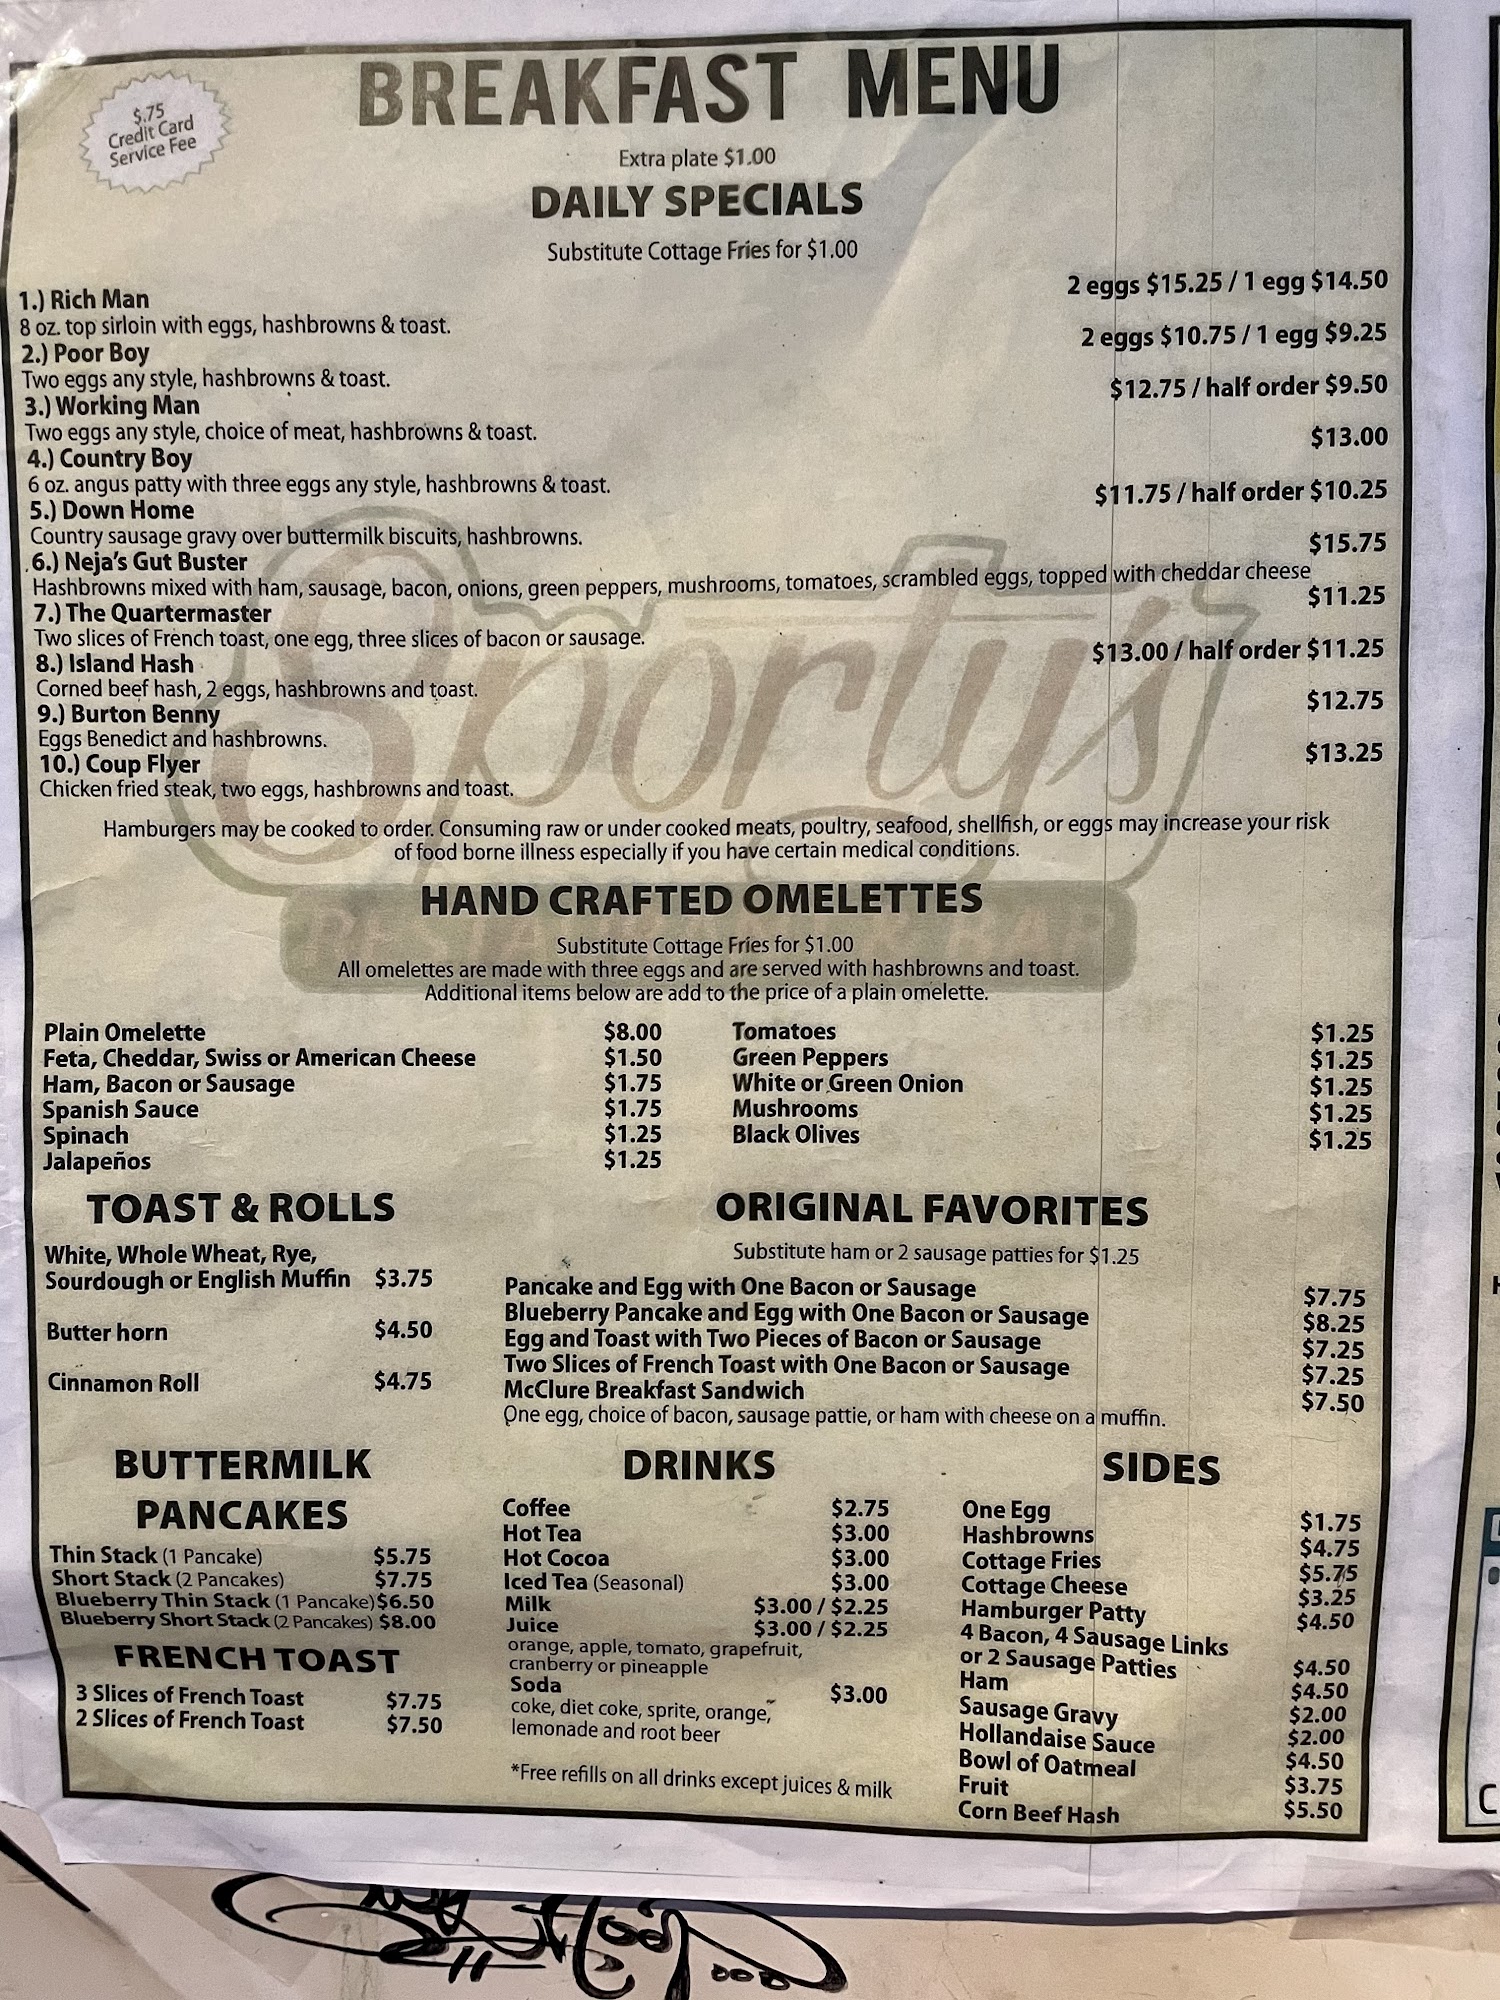 $.75
Credit Card
Service Fee
BREAKFAST MENU
Extra plate $1.00
DAILY SPECIALS
Substitute Cottage Fries for $1.00
1.) Rich Man 2 eggs $15.25 / 1 egg $14.50
8 oz. top sirloin with eggs, hashbrowns & toast.
2.) Poor Boy 2 eggs $10.75 / 1 egg $9.25
Two eggs any style, hashbrowns & toast.
3.) Working Man $12.75 / half order $9.50
Two eggs any style, choice of meat, hashbrowns & toast.
4.) Country Boy $13.00
6 oz. angus patty with three eggs any style, hashbrowns & toast.
5.) Down Home $11.75 / half order $10.25
Country sausage gravy over buttermilk biscuits, hashbrowns.
6.) Neja's Gut Buster $15.75
Hashbrowns mixed with ham, sausage, bacon, onions, green peppers, mushrooms, tomatoes, scrambled eggs, topped with cheddar cheese
7.) The Quartermaster $11.25
Two slices of French toast, one egg, three slices of bacon or sausage.
8.) Island Hash $13.00 / half order $11.25
Corned beef hash, 2 eggs, hashbrowns and toast.
9.) Burton Benny $12.75
Eggs Benedict and hashbrowns.
10.) Coup Flyer $13.25
Chicken fried steak, two eggs, hashbrowns and toast.
Sporty's
Hamburgers may be cooked to order. Consuming raw or under cooked meats, poultry, seafood, shellfish, or eggs may increase your risk
of food borne illness especially if you have certain medical conditions.
HAND CRAFTED OMELETTES
Substitute Cottage Fries for $1.00
All omelettes are made with three eggs and are served with hashbrowns and toast.
Additional items below are add to the price of a plain omelette.
Plain Omelette $8.00
Feta, Cheddar, Swiss or American Cheese $1.50
Ham, Bacon or Sausage $1.75
Spanish Sauce $1.75
Spinach $1.25
Jalapeños $1.25
Tomatoes $1.25
Green Peppers $1.25
White or Green Onion $1.25
Mushrooms $1.25
Black Olives $1.25
TOAST & ROLLS
White, Whole Wheat, Rye,
Sourdough or English Muffin $3.75
Butter horn $4.50
Cinnamon Roll $4.75
ORIGINAL FAVORITES
Substitute ham or 2 sausage patties for $1.25
Pancake and Egg with One Bacon or Sausage $7.75
Blueberry Pancake and Egg with One Bacon or Sausage $8.25
Egg and Toast with Two Pieces of Bacon or Sausage $7.25
Two Slices of French Toast with One Bacon or Sausage $7.25
McClure Breakfast Sandwich $7.50
One egg, choice of bacon, sausage pattie, or ham with cheese on a muffin.
BUTTERMILK
PANCAKES
Thin Stack (1 Pancake) $5.75
Short Stack (2 Pancakes) $7.75
Blueberry Thin Stack (1 Pancake) $6.50
Blueberry Short Stack (2 Pancakes) $8.00
FRENCH TOAST
3 Slices of French Toast $7.75
2 Slices of French Toast $7.50
DRINKS
Coffee $2.75
Hot Tea $3.00
Hot Cocoa $3.00
Iced Tea (Seasonal) $3.00
Milk $3.00 / $2.25
Juice $3.00 / $2.25
orange, apple, tomato, grapefruit,
cranberry or pineapple
Soda $3.00
coke, diet coke, sprite, orange,
lemonade and root beer
*Free refills on all drinks except juices & milk
SIDES
One Egg $1.75
Hashbrowns $4.75
Cottage Fries $5.75
Cottage Cheese $3.25
Hamburger Patty $4.50
4 Bacon, 4 Sausage Links
or 2 Sausage Patties $4.50
Ham $4.50
Sausage Gravy $2.00
Hollandaise Sauce $2.00
Bowl of Oatmeal $4.50
Fruit $3.75
Corn Beef Hash $5.50